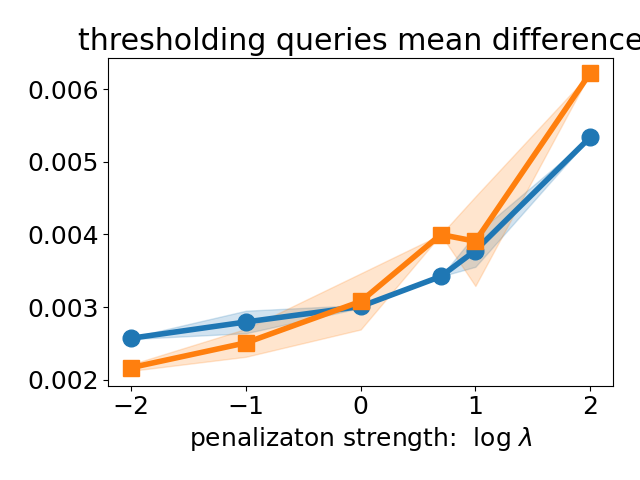 thresholding queries mean difference
0.006
0.005
0.004
0.003
0.002
−2 −1 0 1 2
penalizaton strength: log λ